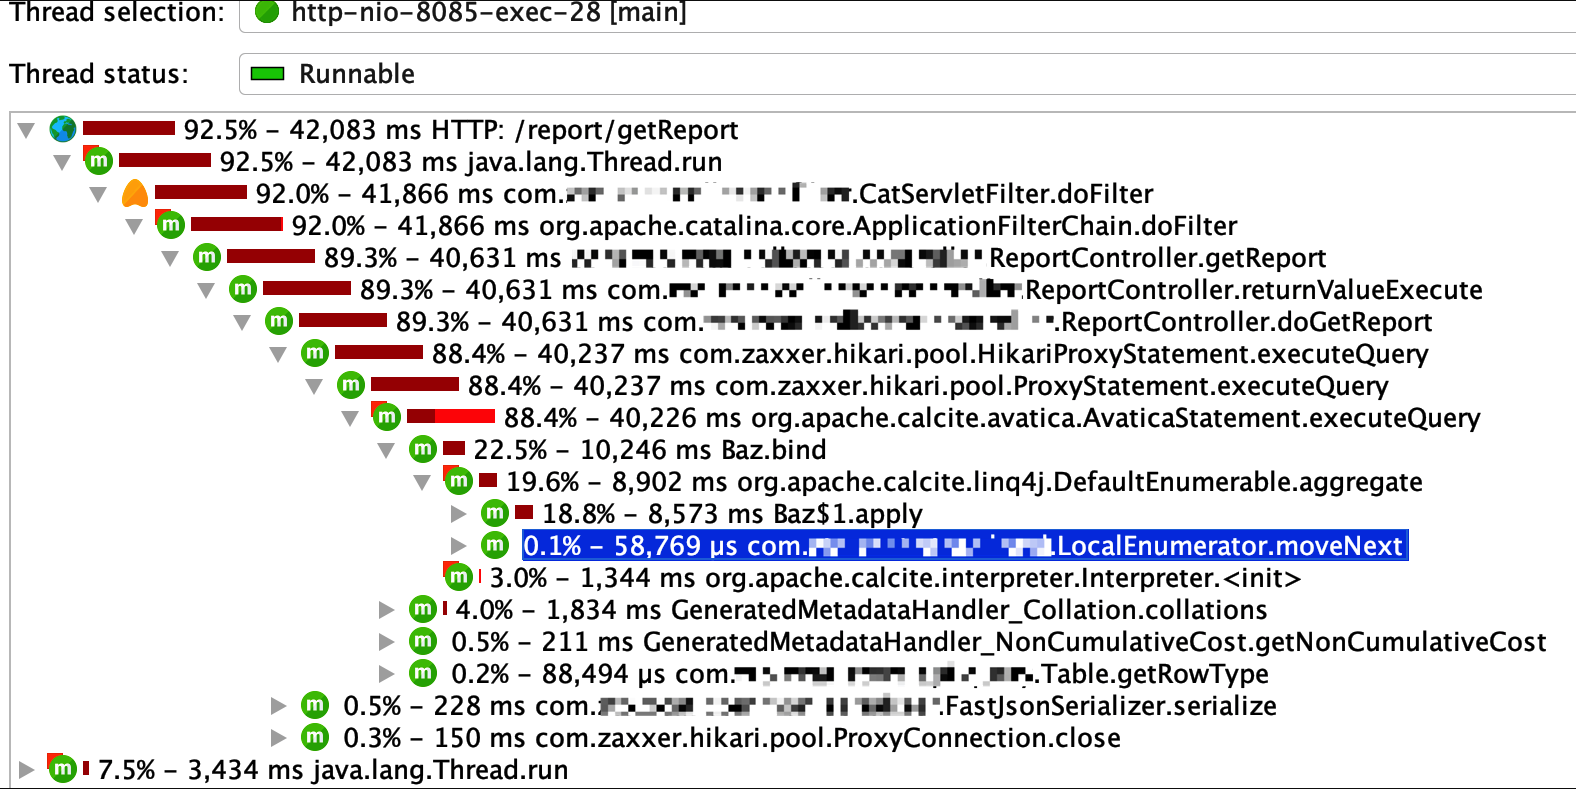 Thread selection: http-nio-8085-exec-28 [main]
Thread status: Runnable
92.5% – 42,083 ms HTTP: /report/getReport
m 92.5% – 42,083 ms java.lang.Thread.run
92.0% – 41,866 ms com. .CatServletFilter.doFilter
m 92.0% – 41,866 ms org.apache.catalina.core.ApplicationFilterChain.doFilter
m 89.3% – 40,631 ms ReportController.getReport
m 89.3% – 40,631 ms com. .ReportController.returnValueExecute
m 89.3% – 40,631 ms com. .ReportController.doGetReport
m 88.4% – 40,237 ms com.zaxxer.hikari.pool.HikariProxyStatement.executeQuery
m 88.4% – 40,237 ms com.zaxxer.hikari.pool.ProxyStatement.executeQuery
m 88.4% – 40,226 ms org.apache.calcite.avatica.AvaticaStatement.executeQuery
m 22.5% – 10,246 ms Baz.bind
m 19.6% – 8,902 ms org.apache.calcite.linq4j.DefaultEnumerable.aggregate
m 18.8% – 8,573 ms Baz$1.apply
m 0.1% – 58,769 µs com. .LocalEnumerator.moveNext
m 3.0% – 1,344 ms org.apache.calcite.interpreter.Interpreter.<init>
m 4.0% – 1,834 ms GeneratedMetadataHandler_Collation.collations
m 0.5% – 211 ms GeneratedMetadataHandler_NonCumulativeCost.getNonCumulativeCost
m 0.2% – 88,494 µs com. .Table.getRowType
m 0.5% – 228 ms com. .FastJsonSerializer.serialize
m 0.3% – 150 ms com.zaxxer.hikari.pool.ProxyConnection.close
m 7.5% – 3,434 ms java.lang.Thread.run